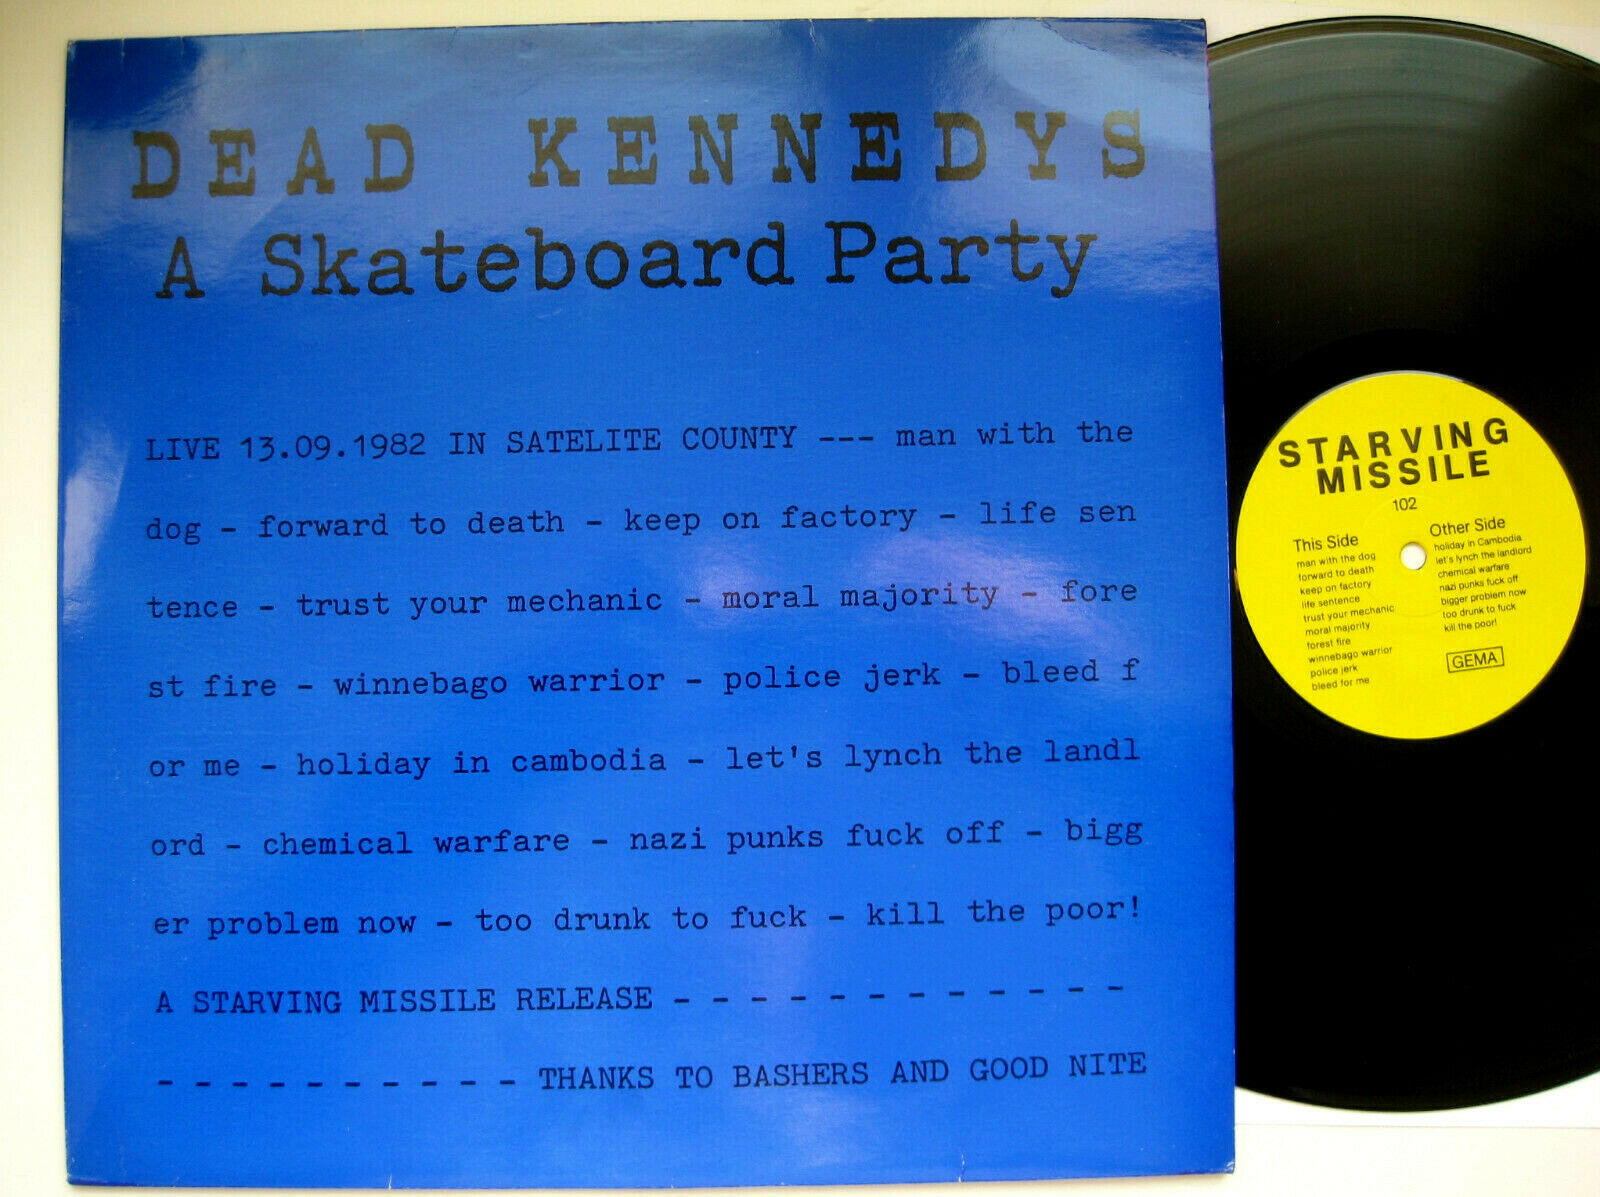 DEAD KENNEDYS
A Skateboard Party
LIVE 13.09.1982 IN SATELITE COUNTY --- man with the
dog - forward to death - keep on factory - life sen
tence - trust your mechanic - moral majority - fore
st fire - winnebago warrior - police jerk - bleed f
or me - holiday in cambodia - let's lynch the landl
ord - chemical warfare - nazi punks fuck off - bigg
er problem now - too drunk to fuck - kill the poor!
A STARVING MISSILE RELEASE - - - - - - - - - - - - -
- - - - - - - - - - THANKS TO BASHERS AND GOOD NITE
STARVING
MISSILE
102
This Side
man with the dog
forward to death
keep on factory
life sentence
trust your mechanic
moral majority
forest fire
winnebago warrior
police jerk
bleed for me
Other Side
holiday in Cambodia
let's lynch the landlord
chemical warfare
nazi punks fuck off
bigger problem now
too drunk to fuck
kill the poor!
GEMA